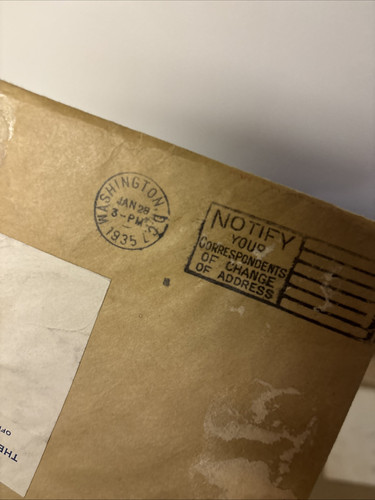 WASHINGTON, D.C.
JAN 28
3-PM
1935
NOTIFY
YOUR
CORRESPONDENTS
OF CHANGE
OF ADDRESS
THE